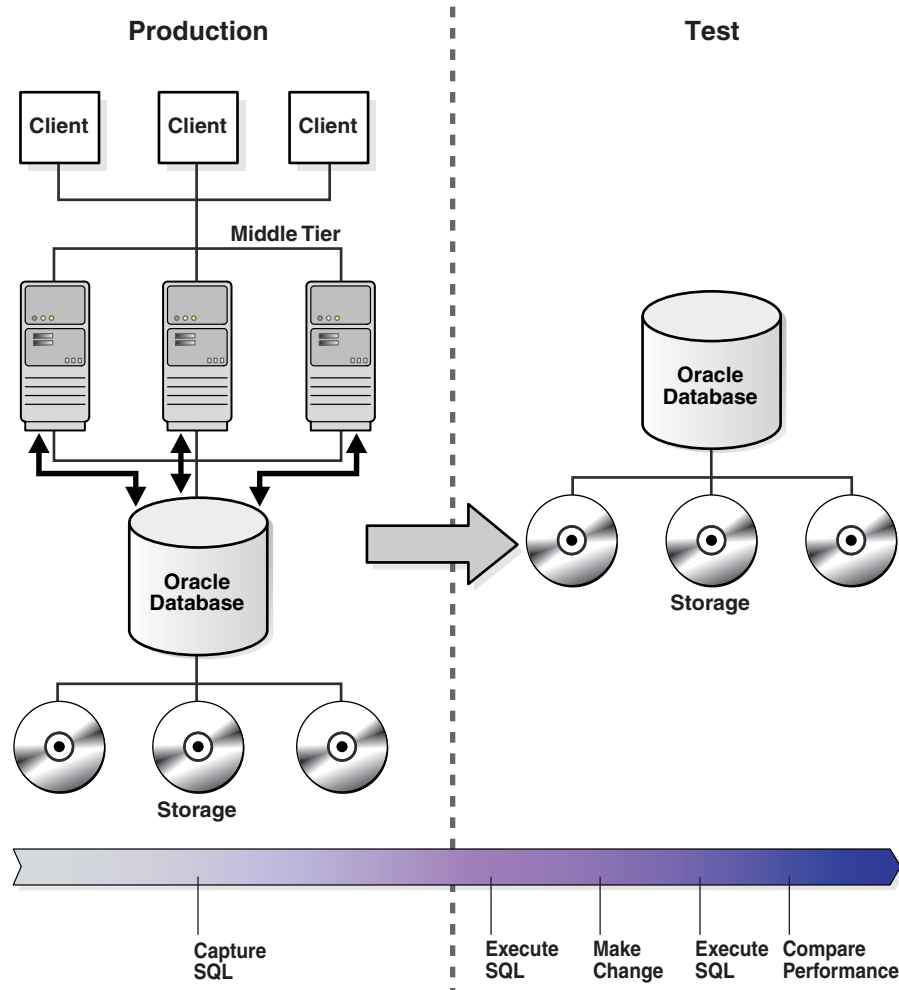 Production
Test
Client
Client
Client
Middle Tier
Oracle
Database
Storage
Oracle
Database
Storage
Capture
SQL
Execute
SQL
Make
Change
Execute
SQL
Compare
Performance